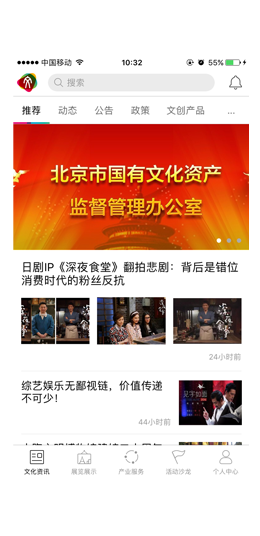 中国移动
10:32
55%
搜索
推荐 动态 公告 政策 文创产品 ...
北京市国有文化资产
监督管理办公室
日剧IP《深夜食堂》翻拍悲剧：背后是错位
消费时代的粉丝反抗
24小时前
综艺娱乐无鄙视链，价值传递
不可少！
44小时前
文化资讯 展览展示 产业服务 活动沙龙 个人中心